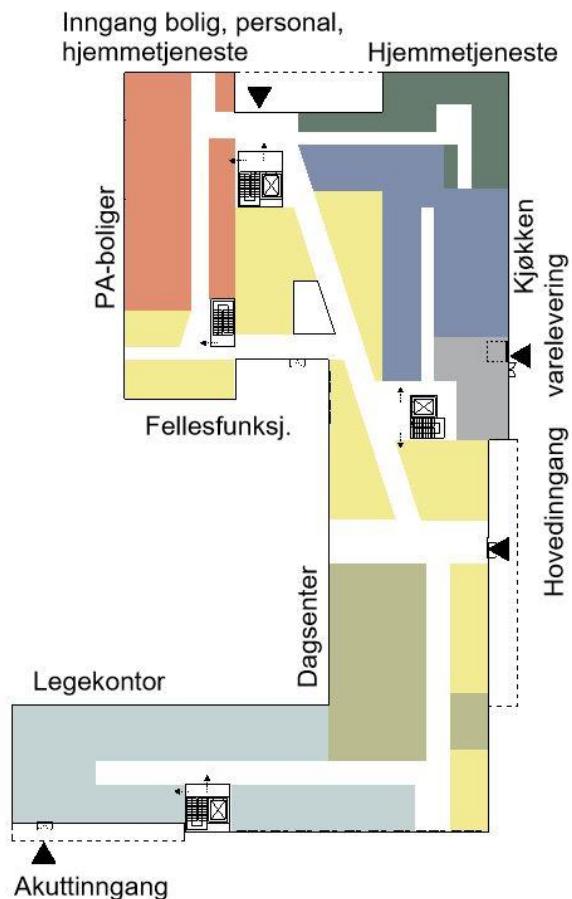 Inngang bolig, personal,
hjemmetjeneste
Hjemmetjeneste
PA-boliger
Kjøkken
varelevering
Fellesfunksj.
Hovedinngang
Dagsenter
Legekontor
Akuttinngang